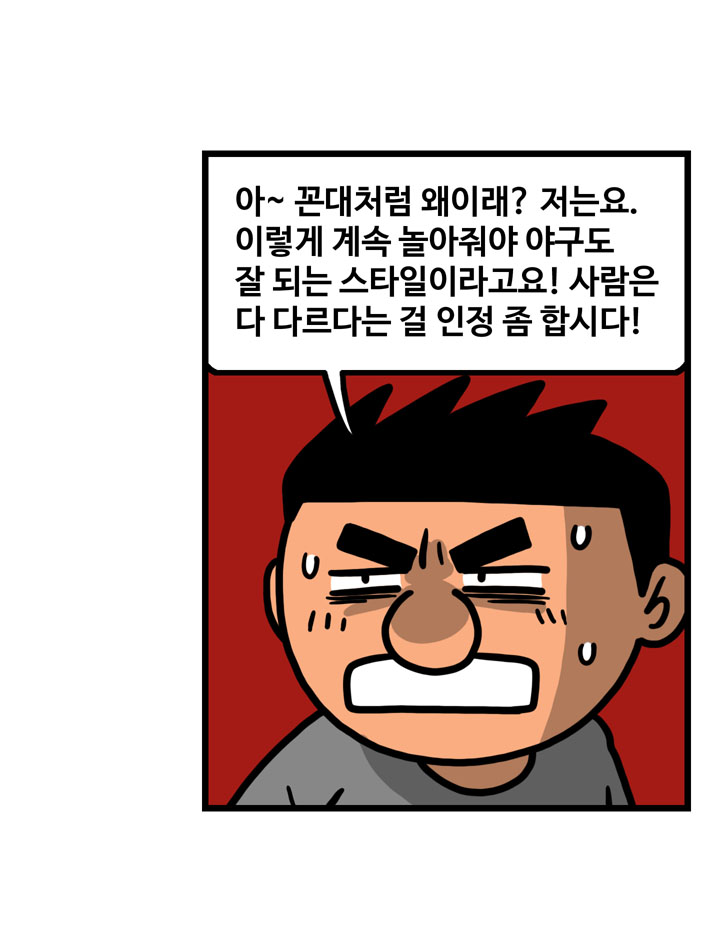 아~ 꼰대처럼 왜이래? 저는요.
이렇게 계속 놀아줘야 야구도
잘 되는 스타일이라고요! 사람은
다 다르다는 걸 인정 좀 합시다!